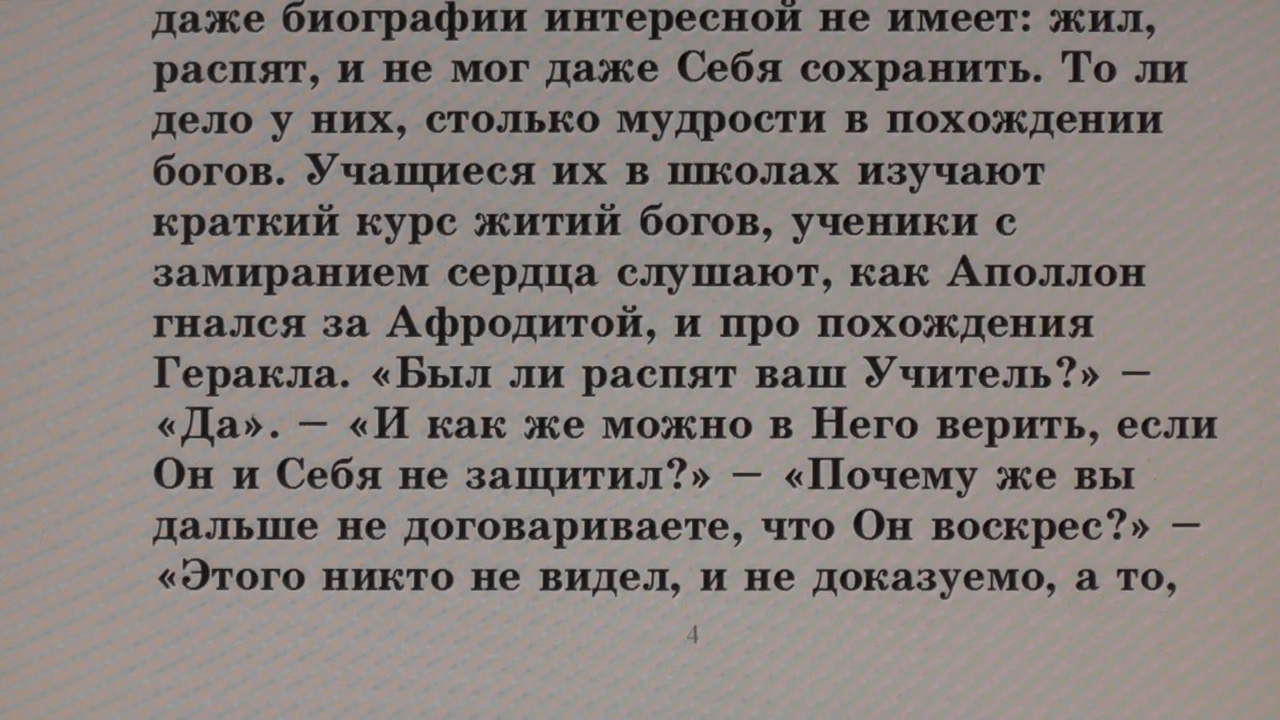 даже биографии интересной не имеет: жил,
распят, и не мог даже Себя сохранить. То ли
дело у них, столько мудрости в похождении
богов. Учащиеся их в школах изучают
краткий курс житий богов, ученики с
замиранием сердца слушают, как Аполлон
гнался за Афродитой, и про похождения
Геракла. «Был ли распят ваш Учитель?» —
«Да». — «И как же можно в Него верить, если
Он и Себя не защитил?» — «Почему же вы
дальше не договариваете, что Он воскрес?» —
«Этого никто не видел, и не доказуемо, а то,
4